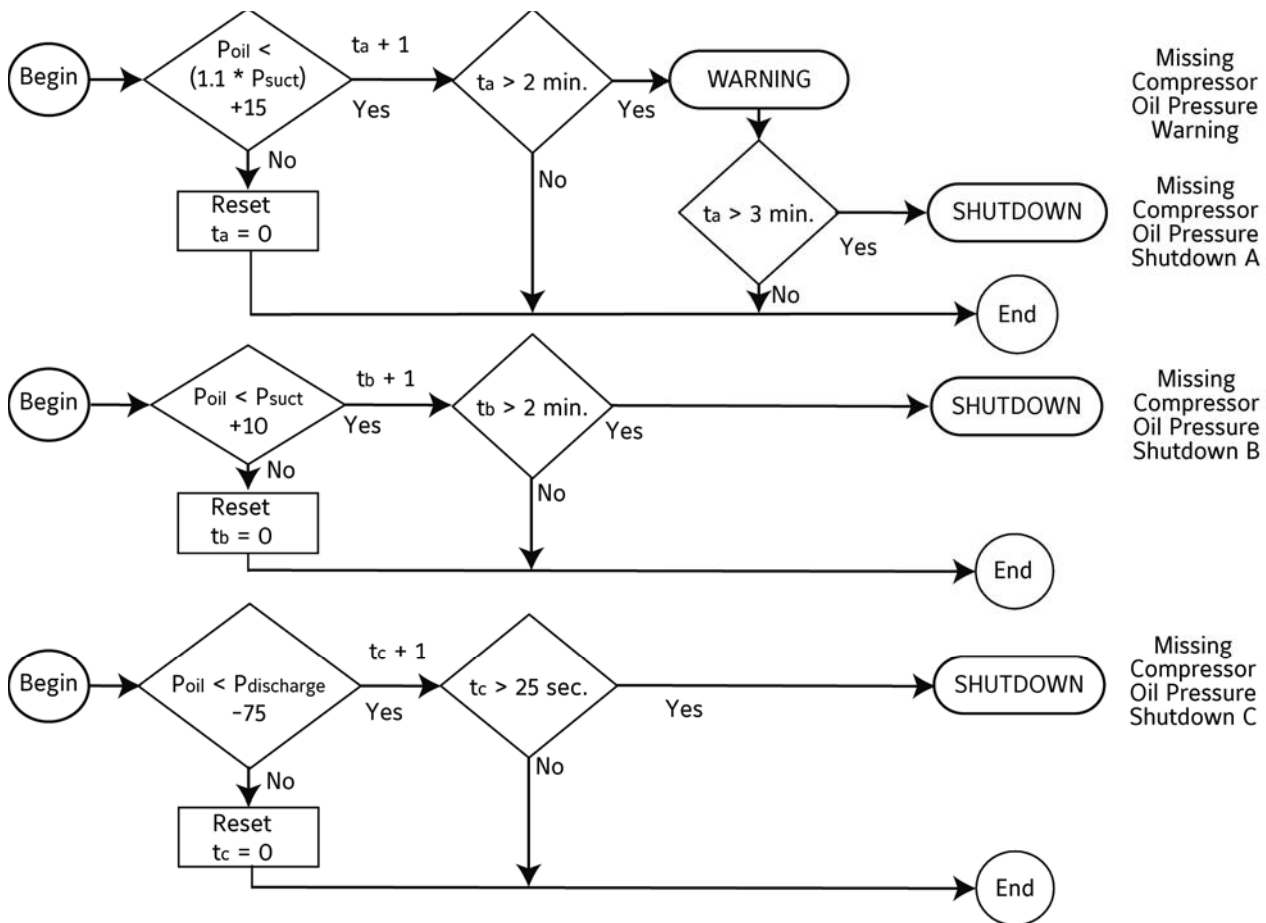 Begin
Poil <
(1.1 * Psuct)
+15
ta + 1
Yes
ta > 2 min.
Yes
WARNING
Missing
Compressor
Oil Pressure
Warning
No
Reset
ta = 0
No
ta > 3 min.
Yes
SHUTDOWN
Missing
Compressor
Oil Pressure
Shutdown A
No
End
Begin
Poil < Psuct
+10
tb + 1
Yes
tb > 2 min.
Yes
SHUTDOWN
Missing
Compressor
Oil Pressure
Shutdown B
No
Reset
tb = 0
No
End
Begin
Poil < Pdischarge
-75
tc + 1
Yes
tc > 25 sec.
Yes
SHUTDOWN
Missing
Compressor
Oil Pressure
Shutdown C
No
Reset
tc = 0
No
End